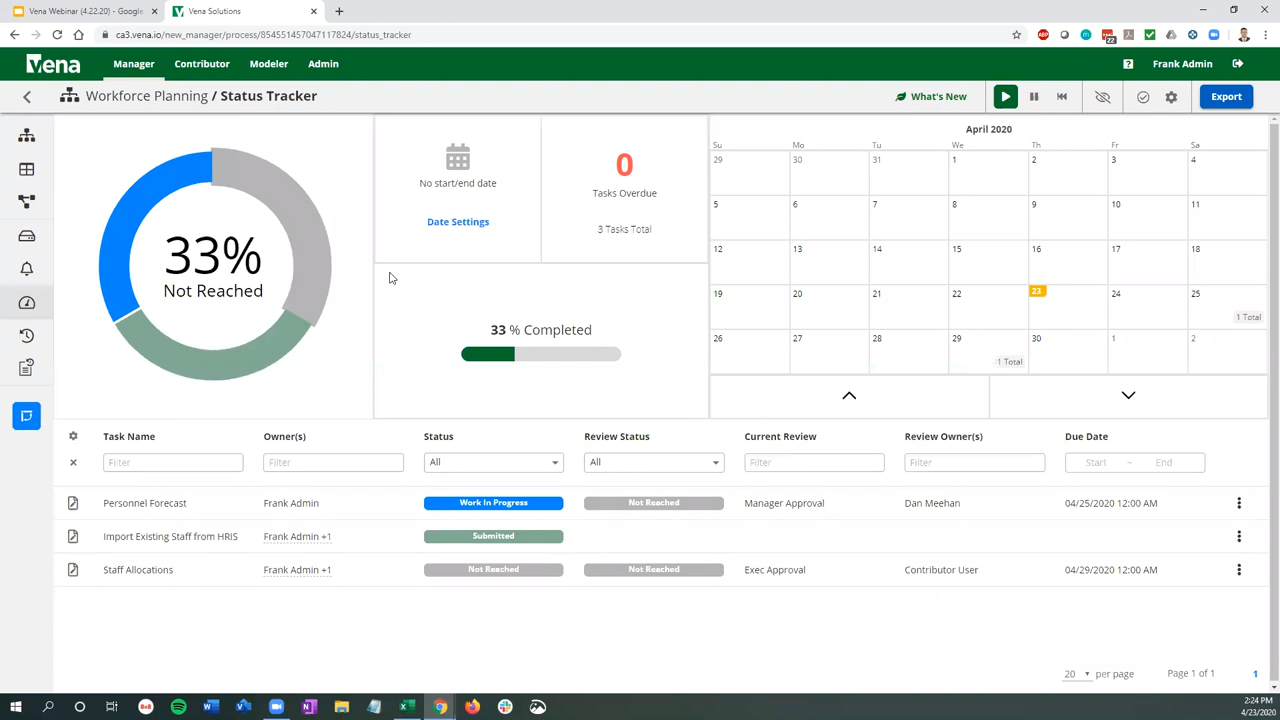 Vena Webinar (4.22.20) - Google
Vena Solutions
ca3.vena.io/new_manager/process/854551457047117824/status_tracker
22
Vena
Manager
Contributor
Modeler
Admin
Frank Admin
Workforce Planning / Status Tracker
What's New
Export
33%
Not Reached
No start/end date
Date Settings
0
Tasks Overdue
3 Tasks Total
33 % Completed
April 2020
Su Mo Tu We Th Fr Sa
29 30 31 1 2 3 4
5 6 7 8 9 10 11
12 13 14 15 16 17 18
19 20 21 22 23 24 25
1 Total
26 27 28 29 30 1 2
1 Total
Task Name Owner(s) Status Review Status Current Review Review Owner(s) Due Date
Filter Filter All All Filter Filter Start ~ End
Personnel Forecast Frank Admin Work In Progress Not Reached Manager Approval Dan Meehan 04/25/2020 12:00 AM
Import Existing Staff from HRIS Frank Admin +1 Submitted
Staff Allocations Frank Admin +1 Not Reached Not Reached Exec Approval Contributor User 04/29/2020 12:00 AM
20 per page Page 1 of 1 1
8x8
2:24 PM
4/23/2020